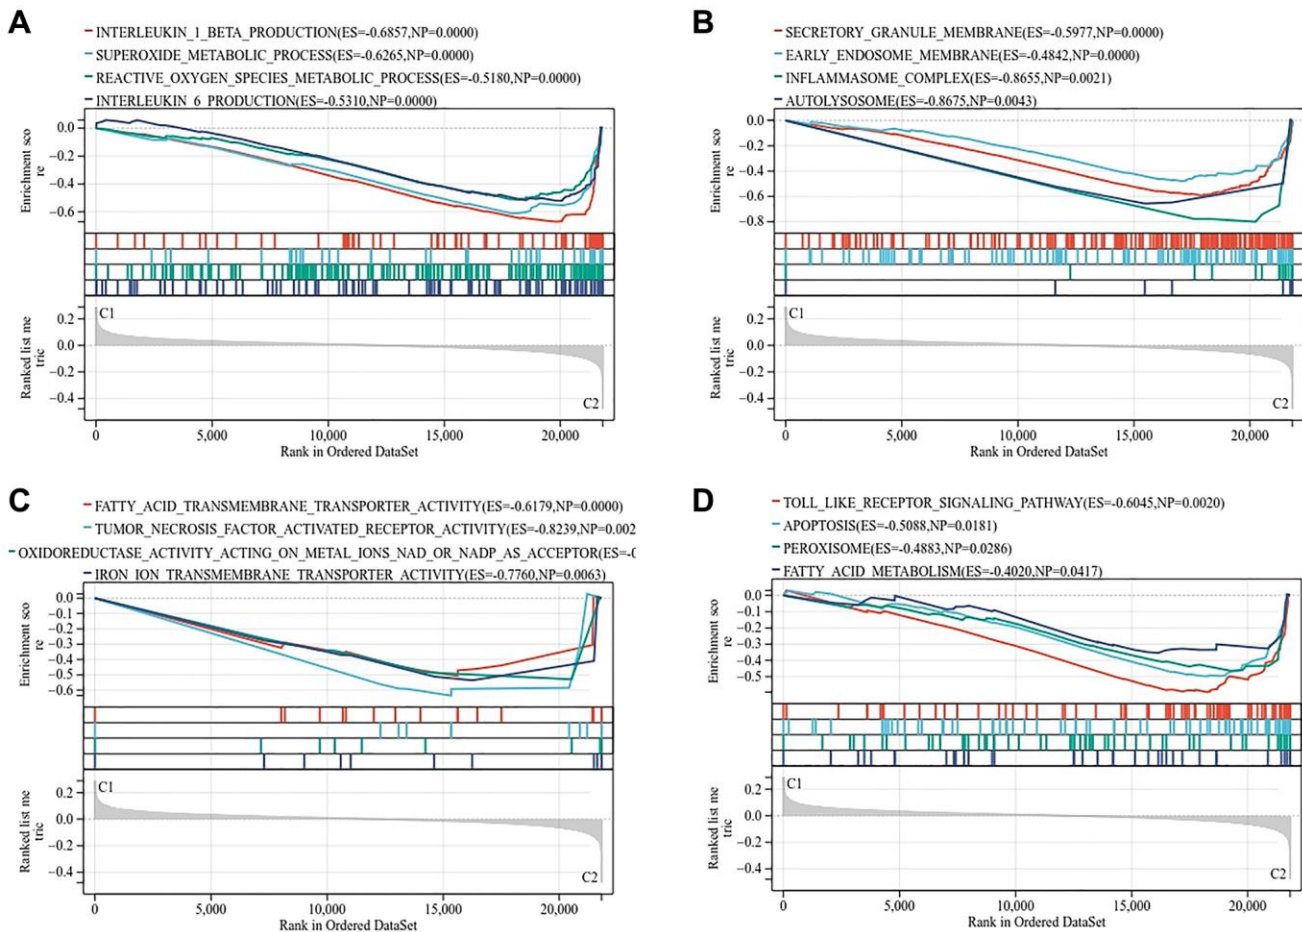 A
INTERLEUKIN_1_BETA_PRODUCTION(ES=-0.6857,NP=0.0000)
SUPEROXIDE_METABOLIC_PROCESS(ES=-0.6265,NP=0.0000)
REACTIVE_OXYGEN_SPECIES_METABOLIC_PROCESS(ES=-0.5180,NP=0.0000)
INTERLEUKIN_6_PRODUCTION(ES=-0.5310,NP=0.0000)
Enrichment sco
re
0.0
−0.2
−0.4
−0.6
Ranked list me
tric
0.2
0.0
−0.2
−0.4
C1
C2
0 5,000 10,000 15,000 20,000
Rank in Ordered DataSet
B
SECRETORY_GRANULE_MEMBRANE(ES=-0.5977,NP=0.0000)
EARLY_ENDOSOME_MEMBRANE(ES=-0.4842,NP=0.0000)
INFLAMMASOME_COMPLEX(ES=-0.8655,NP=0.0021)
AUTOLYSOSOME(ES=-0.8675,NP=0.0043)
Enrichment sco
re
0.0
−0.2
−0.4
−0.6
−0.8
Ranked list me
tric
0.2
0.0
−0.2
−0.4
C1
C2
0 5,000 10,000 15,000 20,000
Rank in Ordered DataSet
C
FATTY_ACID_TRANSMEMBRANE_TRANSPORTER_ACTIVITY(ES=-0.6179,NP=0.0000)
TUMOR_NECROSIS_FACTOR_ACTIVATED_RECEPTOR_ACTIVITY(ES=-0.8239,NP=0.002
OXIDOREDUCTASE_ACTIVITY_ACTING_ON_METAL_IONS_NAD_OR_NADP_AS_ACCEPTOR(ES=-0
IRON_ION_TRANSMEMBRANE_TRANSPORTER_ACTIVITY(ES=-0.7760,NP=0.0063)
Enrichment sco
re
0.0
−0.1
−0.2
−0.3
−0.4
−0.5
−0.6
Ranked list me
tric
0.2
0.0
−0.2
−0.4
C1
C2
0 5,000 10,000 15,000 20,000
Rank in Ordered DataSet
D
TOLL_LIKE_RECEPTOR_SIGNALING_PATHWAY(ES=-0.6045,NP=0.0020)
APOPTOSIS(ES=-0.5088,NP=0.0181)
PEROXISOME(ES=-0.4883,NP=0.0286)
FATTY_ACID_METABOLISM(ES=-0.4020,NP=0.0417)
Enrichment sco
re
0.0
−0.1
−0.2
−0.3
−0.4
−0.5
Ranked list me
tric
0.2
0.0
−0.2
−0.4
C1
C2
0 5,000 10,000 15,000 20,000
Rank in Ordered DataSet